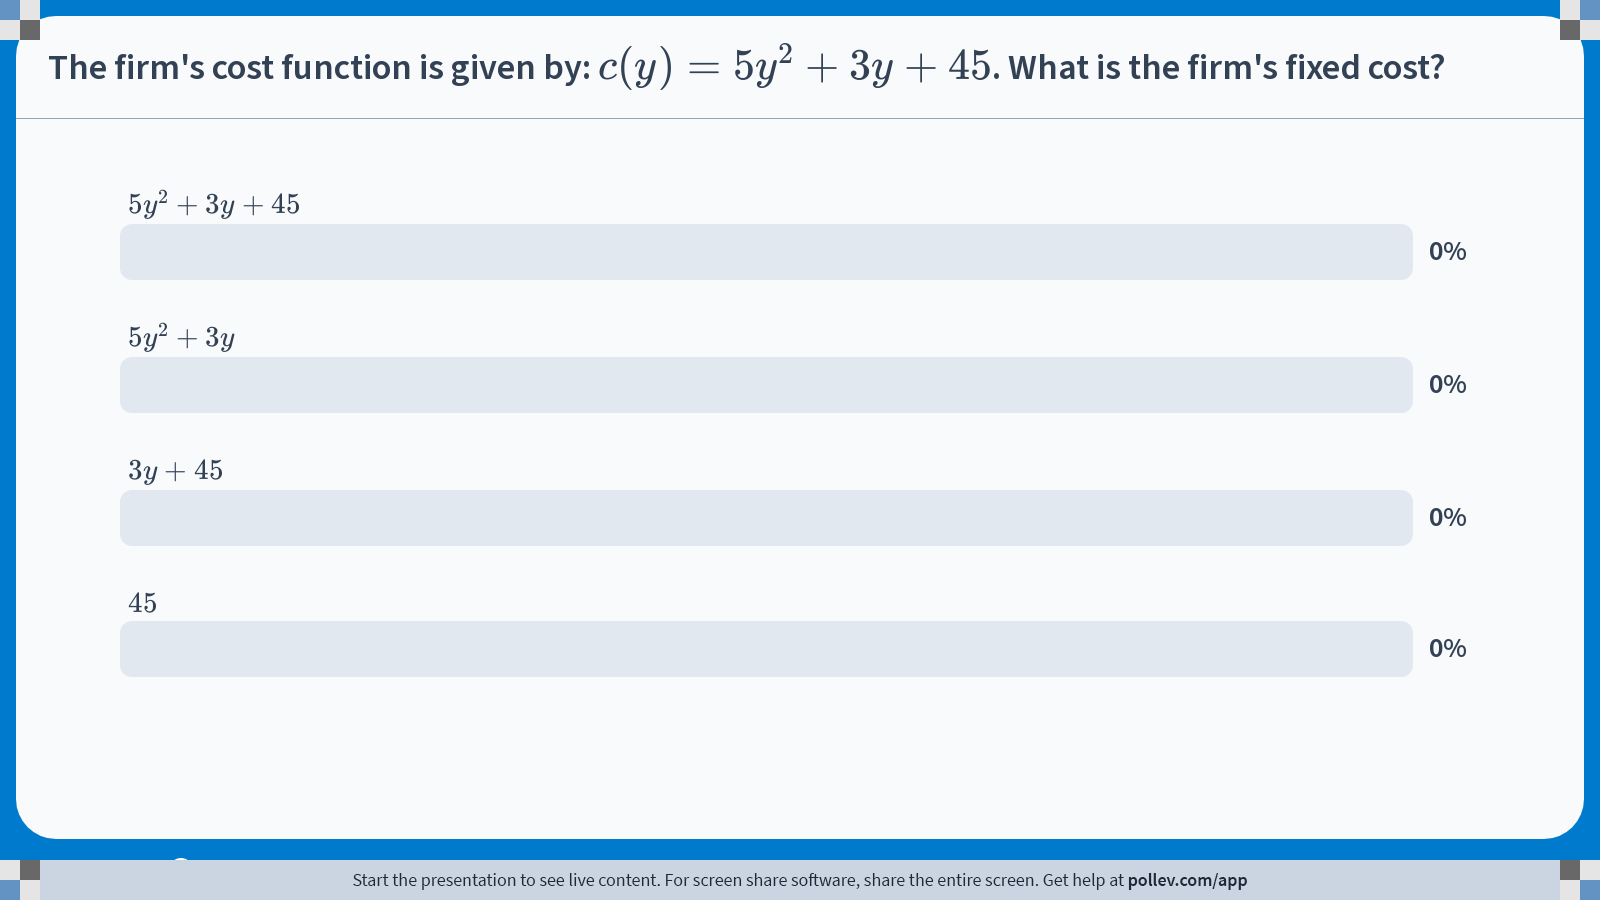 The firm's cost function is given by: c(y) = 5y² + 3y + 45. What is the firm's fixed cost?
5y² + 3y + 45
0%
5y² + 3y
0%
3y + 45
0%
45
0%
Start the presentation to see live content. For screen share software, share the entire screen. Get help at pollev.com/app